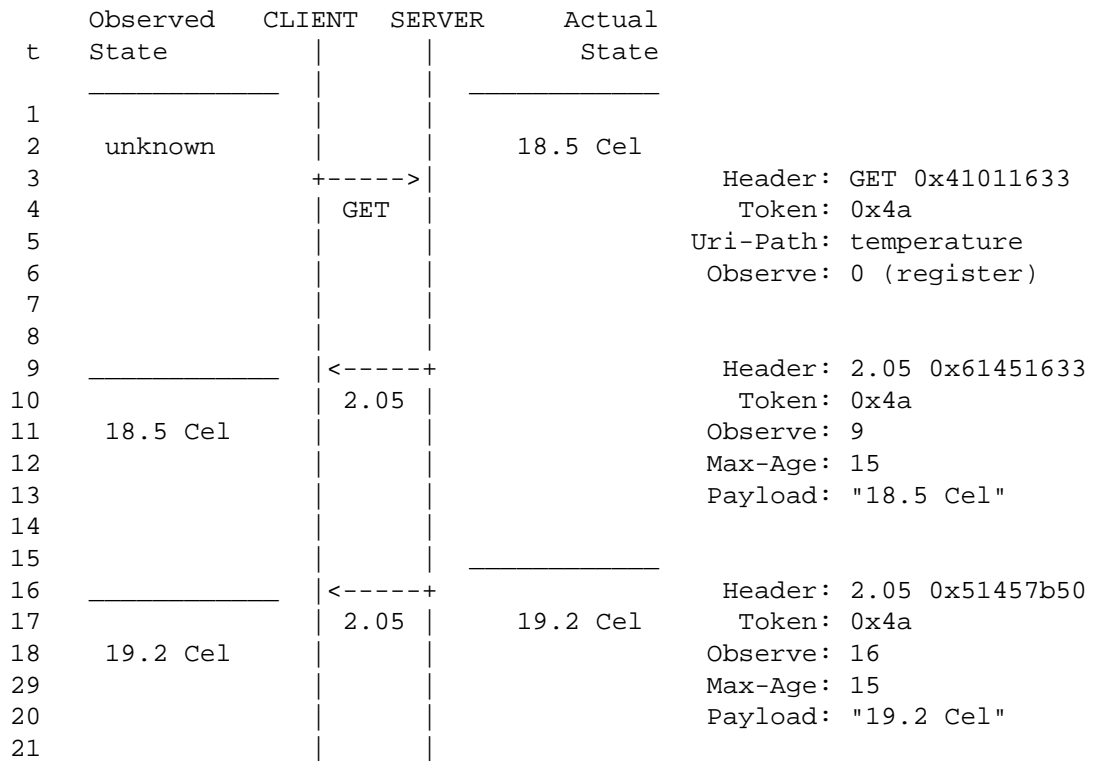 Observed   CLIENT  SERVER     Actual
 t   State         |      |         State
     ____________  |      |  ____________
 1                 |      |
 2    unknown      |      |     18.5 Cel
 3                 +----->|                  Header: GET 0x41011633
 4                 | GET  |                   Token: 0x4a
 5                 |      |                Uri-Path: temperature
 6                 |      |                 Observe: 0 (register)
 7                 |      |
 8                 |      |
 9   ____________  |<-----+                  Header: 2.05 0x61451633
10                 | 2.05 |                   Token: 0x4a
11    18.5 Cel     |      |                 Observe: 9
12                 |      |                 Max-Age: 15
13                 |      |                 Payload: "18.5 Cel"
14                 |      |
15                 |      |  ____________
16   ____________  |<-----+                  Header: 2.05 0x51457b50
17                 | 2.05 |     19.2 Cel      Token: 0x4a
18    19.2 Cel     |      |                 Observe: 16
29                 |      |                 Max-Age: 15
20                 |      |                 Payload: "19.2 Cel"
21                 |      |